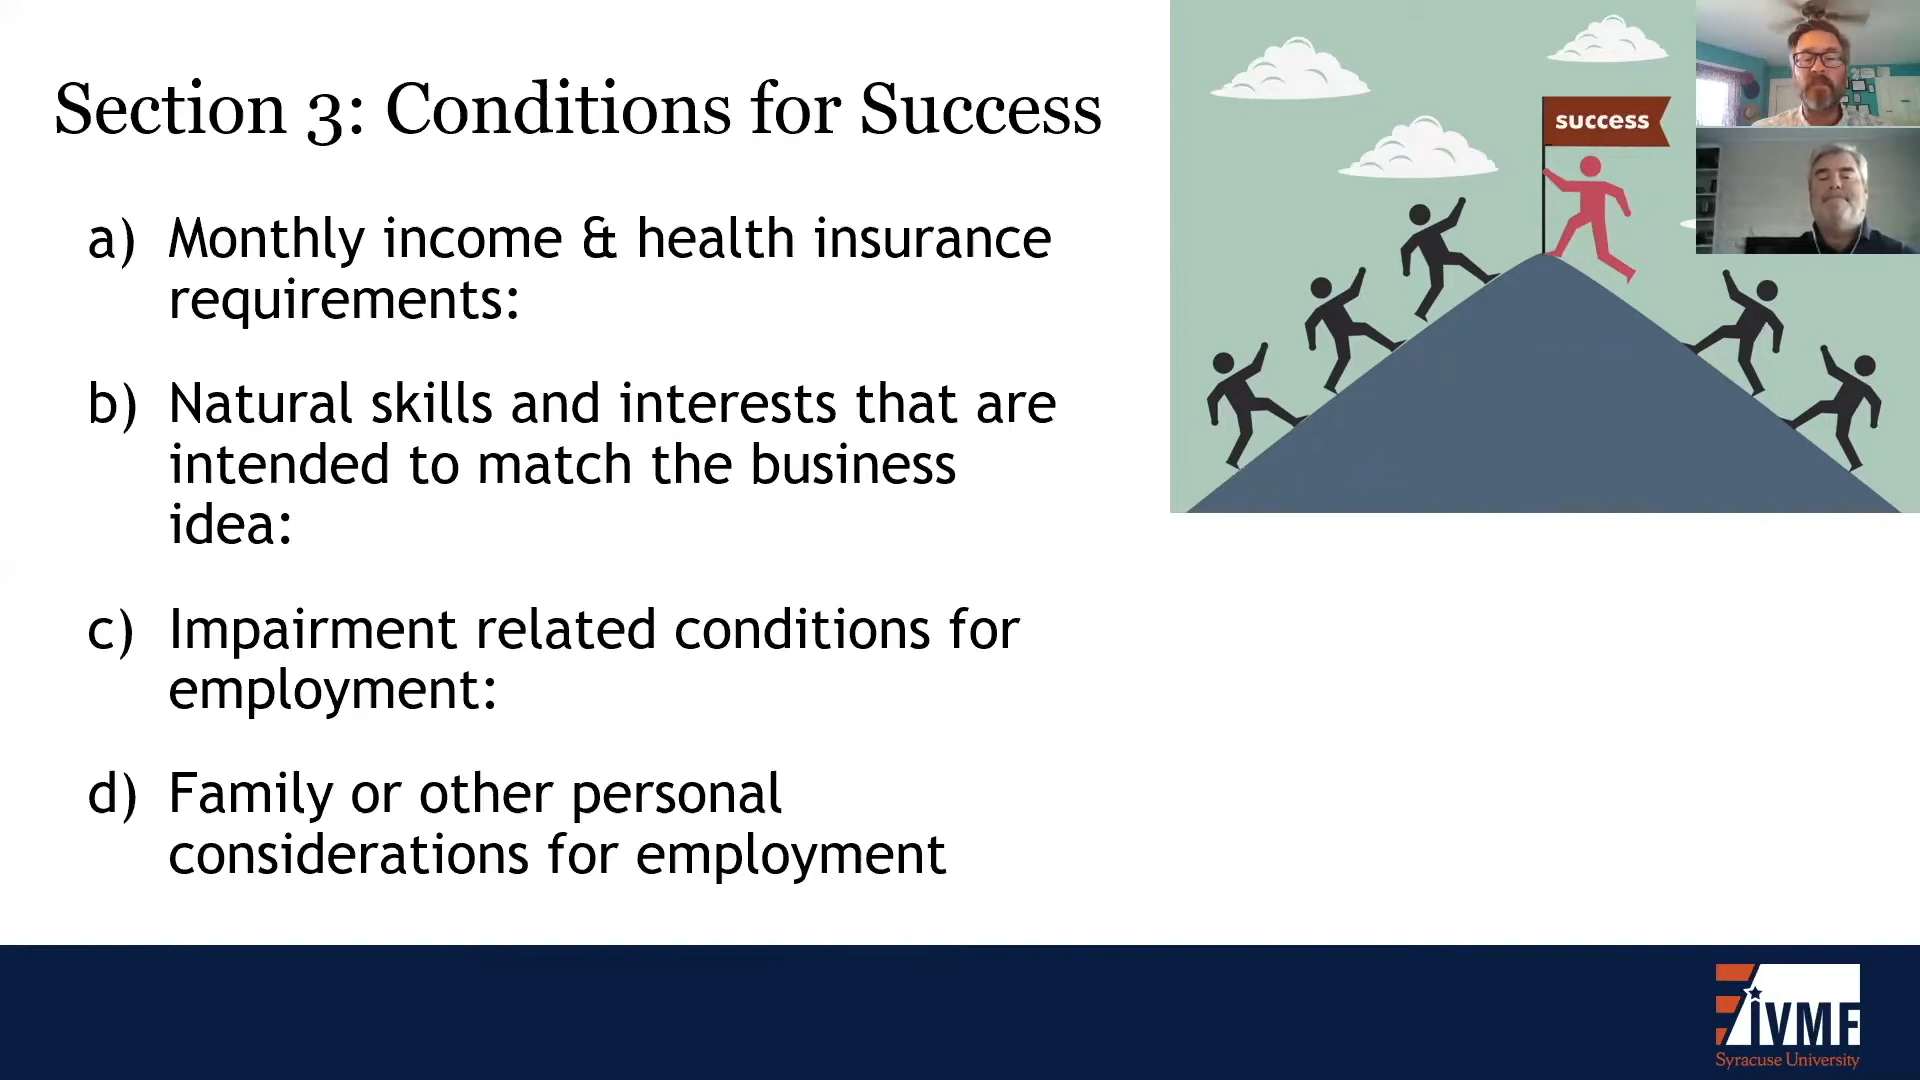 Section 3: Conditions for Success
a) Monthly income & health insurance
requirements:
b) Natural skills and interests that are
intended to match the business
idea:
c) Impairment related conditions for
employment:
d) Family or other personal
considerations for employment
success
iVMF
Syracuse University